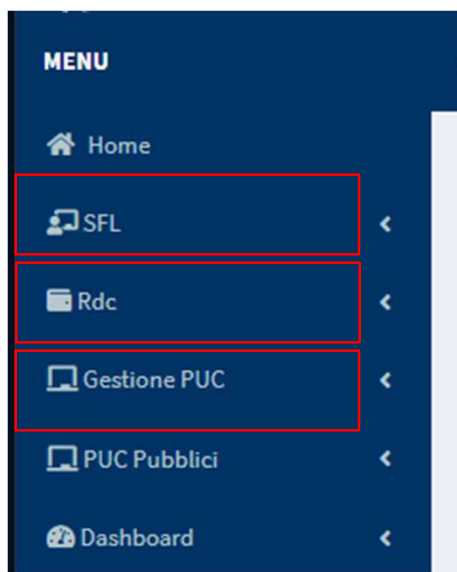 MENU
Home
SFL
Rdc
Gestione PUC
PUC Pubblici
Dashboard